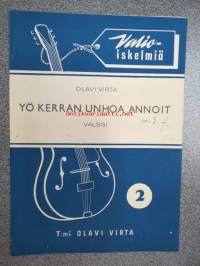 Valio-
iskelmiä
OLAVI VIRTA
YÖ KERRAN UNHOA ANNOIT
VALSSI
2
T:mi OLAVI VIRTA